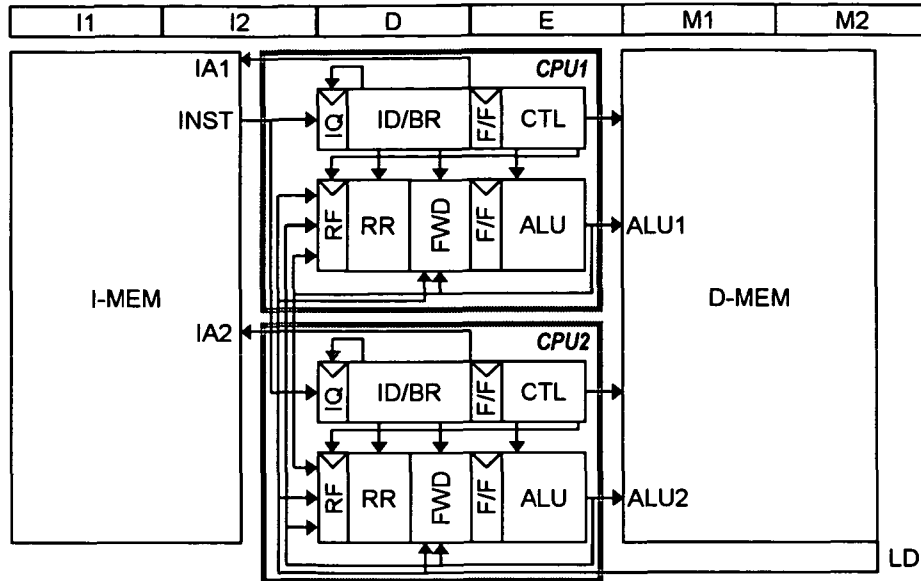 I1 I2 D E M1 M2
IA1 CPU1
INST IQ ID/BR F/F CTL
RF RR FWD F/F ALU ALU1
I-MEM D-MEM
IA2 CPU2
IQ ID/BR F/F CTL
RF RR FWD F/F ALU ALU2
LD